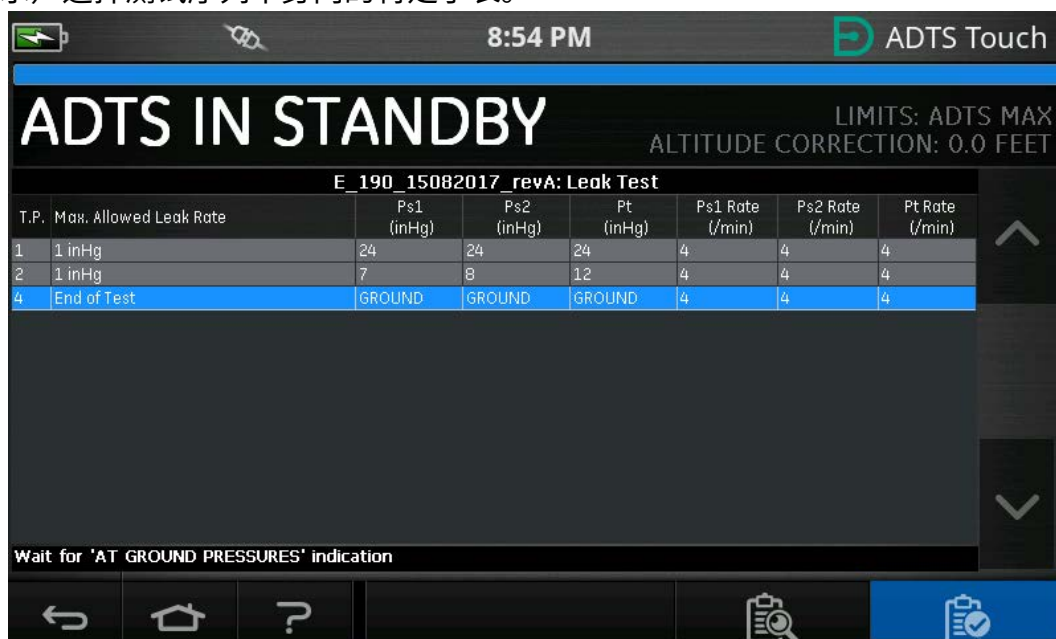 8:54 PM ADTS Touch
ADTS IN STANDBY
LIMITS: ADTS MAX
ALTITUDE CORRECTION: 0.0 FEET
E_190_15082017_revA: Leak Test
T.P. Max. Allowed Leak Rate Ps1 (inHg) Ps2 (inHg) Pt (inHg) Ps1 Rate (/min) Ps2 Rate (/min) Pt Rate (/min)
1 1 inHg 24 24 24 4 4 4
2 1 inHg 7 8 12 4 4 4
4 End of Test GROUND GROUND GROUND 4 4 4
Wait for 'AT GROUND PRESSURES' indication